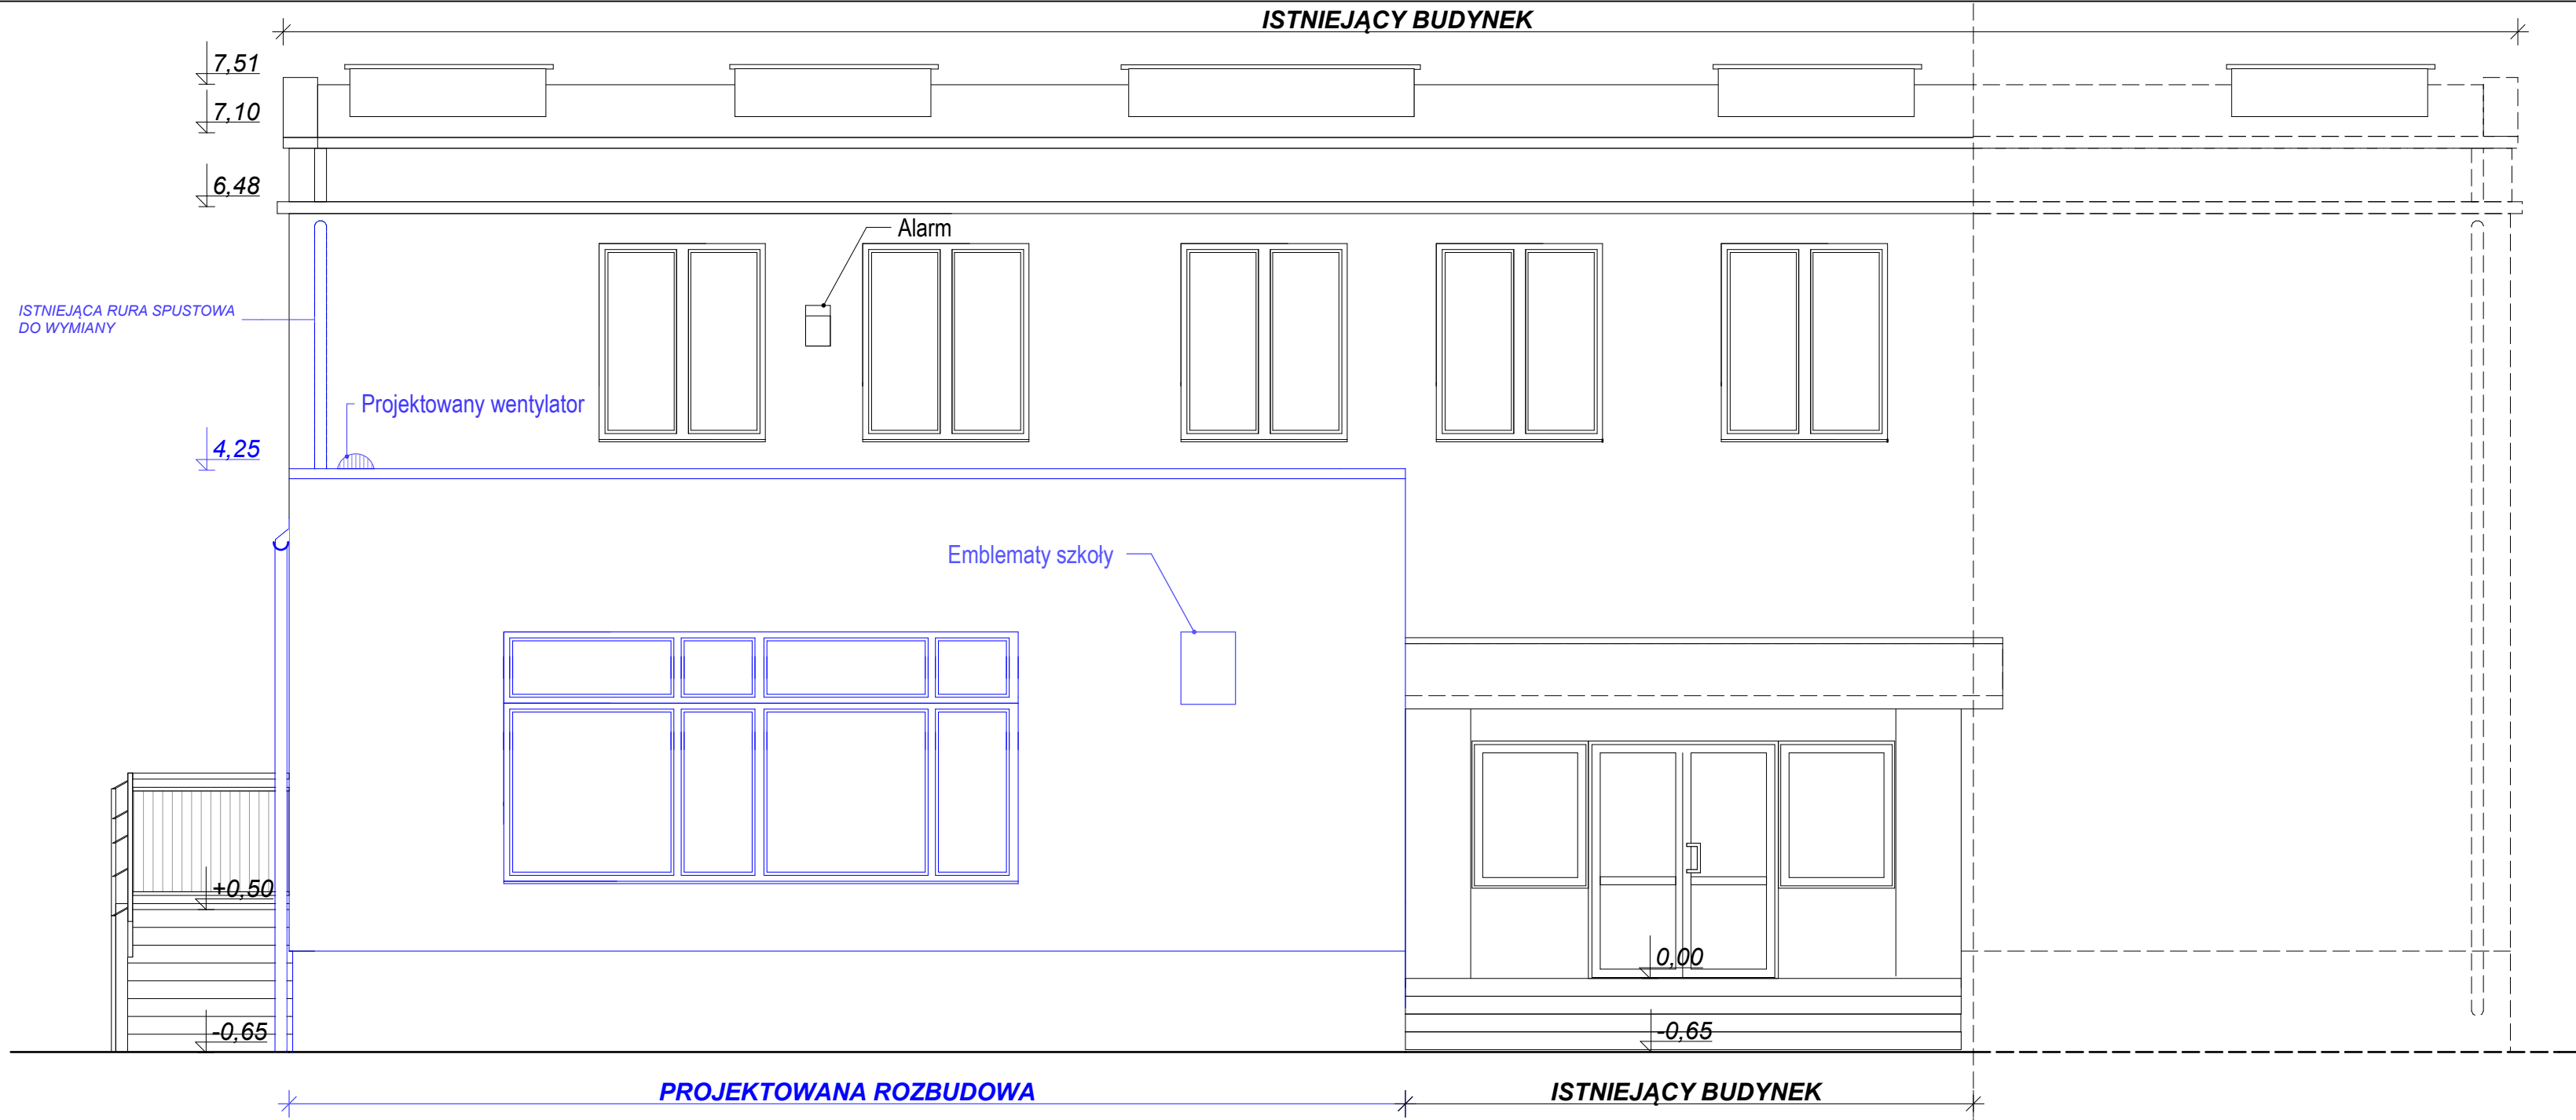 ISTNIEJĄCY BUDYNEK
7,51
7,10
6,48
Alarm
ISTNIEJĄCA RURA SPUSTOWA
DO WYMIANY
Projektowany wentylator
4,25
Emblematy szkoły
+0,50
0,00
-0,65
-0,65
PROJEKTOWANA ROZBUDOWA
ISTNIEJĄCY BUDYNEK